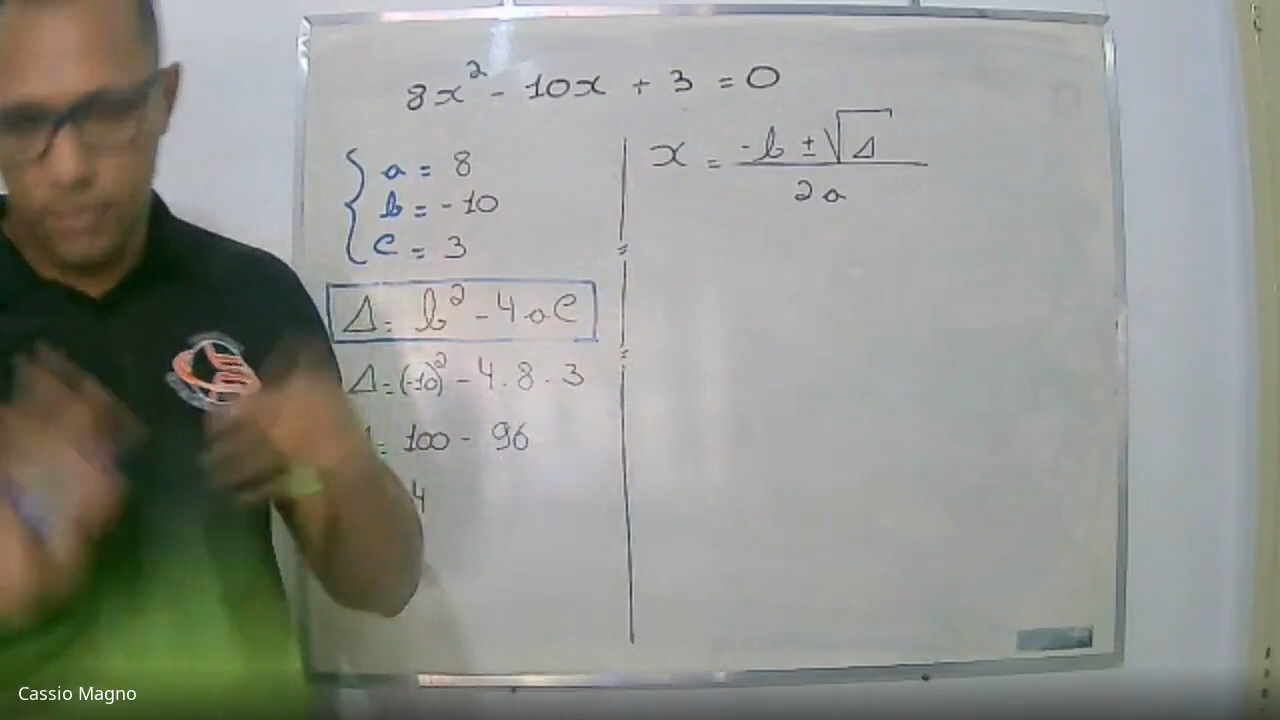 8x² - 10x + 3 = 0
a = 8
b = -10
c = 3
Δ = b² - 4ac
Δ = (-10)² - 4 . 8 . 3
= 100 - 96
4
x = -b ± √Δ
2a
Cassio Magno